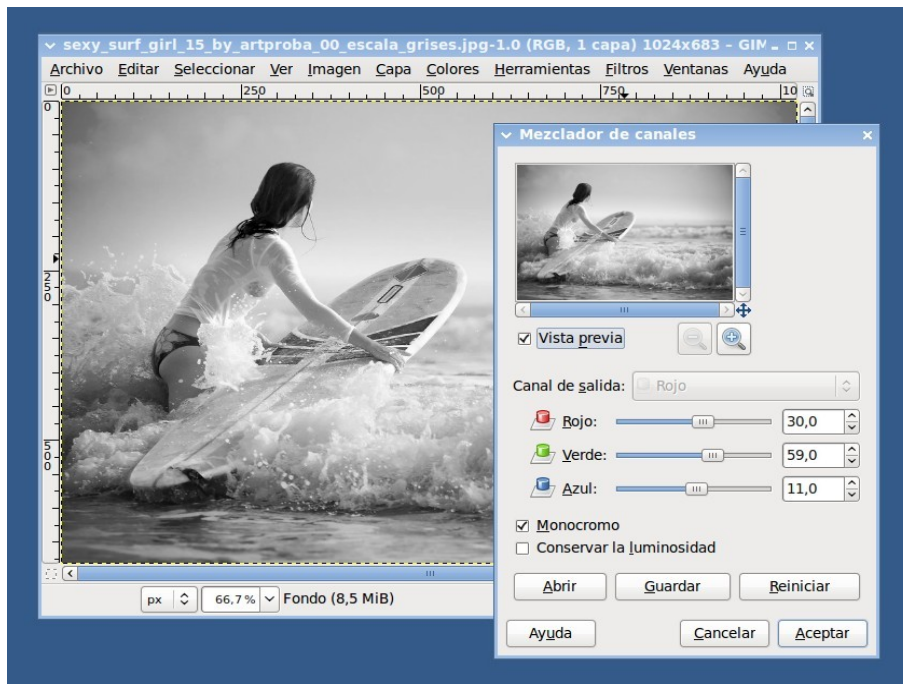 sexy_surf_girl_15_by_artproba_00_escala_grises.jpg-1.0 (RGB, 1 capa) 1024x683 – GIM
Archivo Editar Seleccionar Ver Imagen Capa Colores Herramientas Filtros Ventanas Ayuda
0 250 500 750 10
0
250
500
px 66,7 % Fondo (8,5 MiB)
Mezclador de canales
Vista previa
Canal de salida: Rojo
Rojo: 30,0
Verde: 59,0
Azul: 11,0
Monocromo
Conservar la luminosidad
Abrir Guardar Reiniciar
Ayuda Cancelar Aceptar